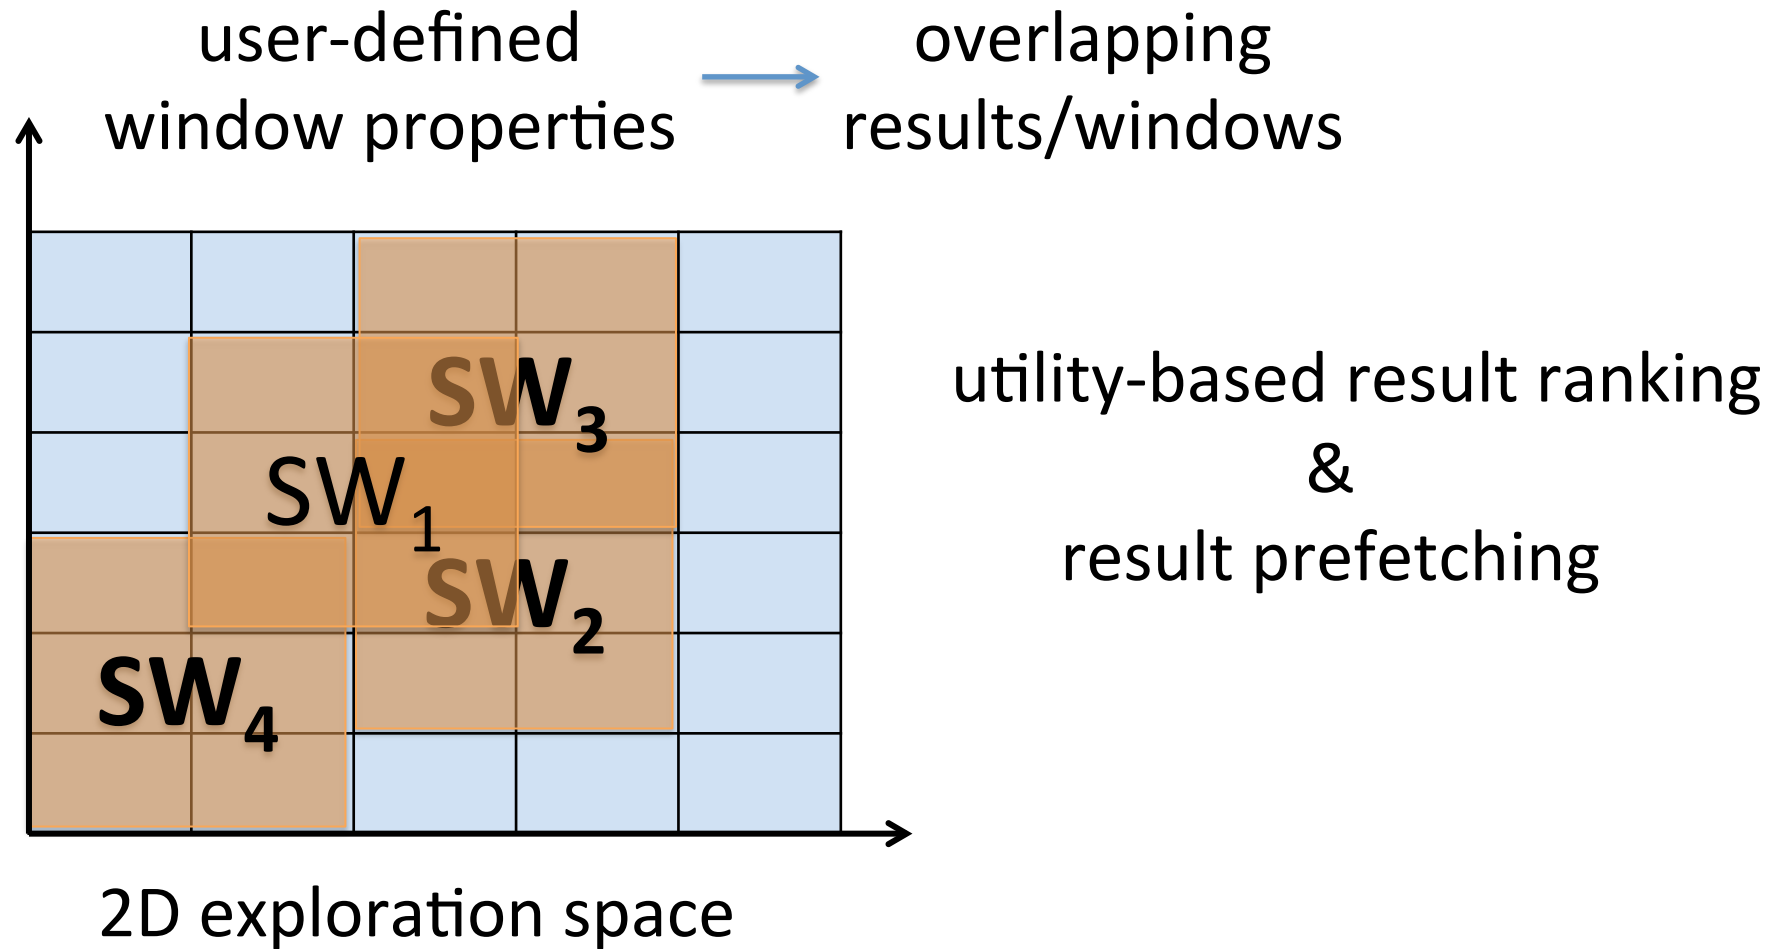 user-defined
window properties
overlapping
results/windows
SW3
SW1
SW2
SW4
utility-based result ranking
&
result prefetching
2D exploration space